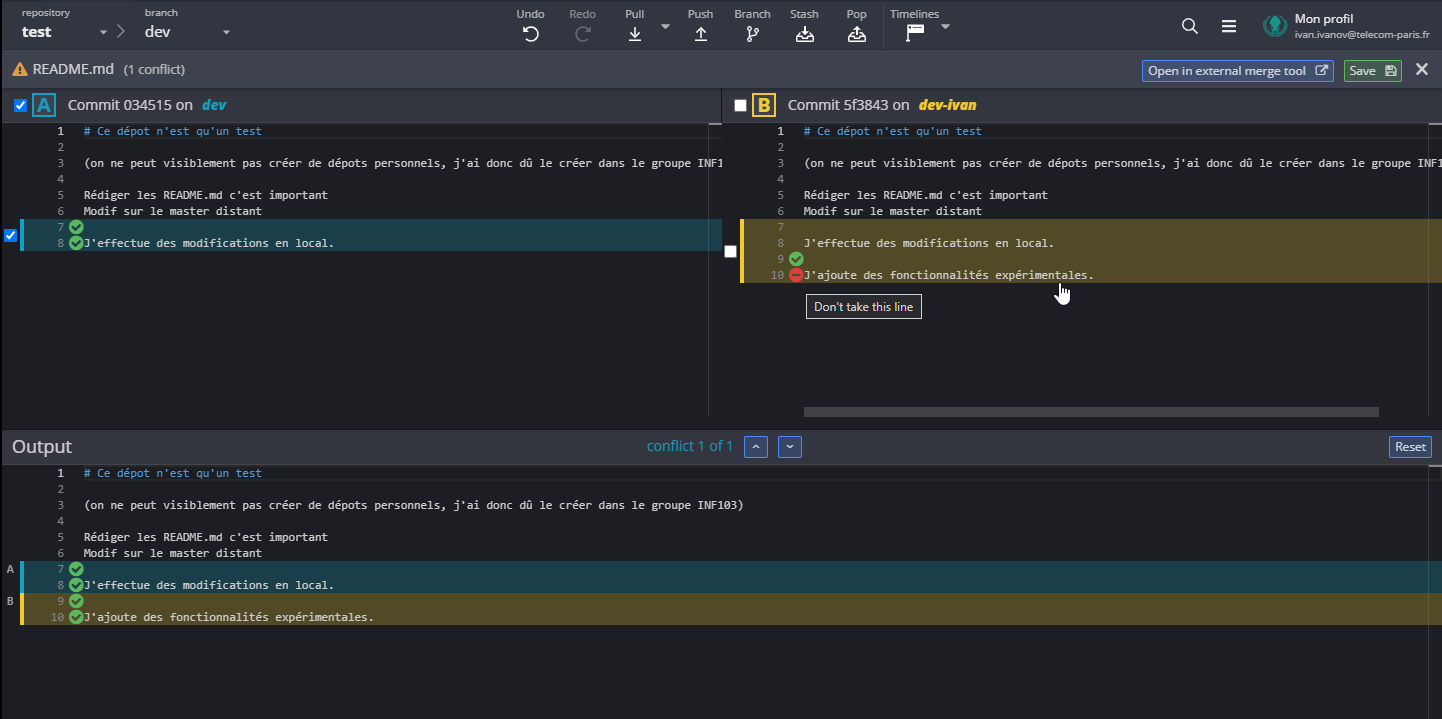 repository
test
branch
dev
Undo
Redo
Pull
Push
Branch
Stash
Pop
Timelines
Mon profil
ivan.ivanov@telecom-paris.fr
README.md (1 conflict)
Open in external merge tool
Save
A Commit 034515 on dev
1 # Ce dépot n'est qu'un test
2
3 (on ne peut visiblement pas créer de dépots personnels, j'ai donc dû le créer dans le groupe INF1
4
5 Rédiger les README.md c'est important
6 Modif sur le master distant
7
8 J'effectue des modifications en local.
B Commit 5f3843 on dev-ivan
1 # Ce dépot n'est qu'un test
2
3 (on ne peut visiblement pas créer de dépots personnels, j'ai donc dû le créer dans le groupe INF1
4
5 Rédiger les README.md c'est important
6 Modif sur le master distant
7
8 J'effectue des modifications en local.
9
10 J'ajoute des fonctionnalités expérimentales.
Don't take this line
Output
conflict 1 of 1
Reset
1 # Ce dépot n'est qu'un test
2
3 (on ne peut visiblement pas créer de dépots personnels, j'ai donc dû le créer dans le groupe INF103)
4
5 Rédiger les README.md c'est important
6 Modif sur le master distant
A 7
8 J'effectue des modifications en local.
B 9
10 J'ajoute des fonctionnalités expérimentales.